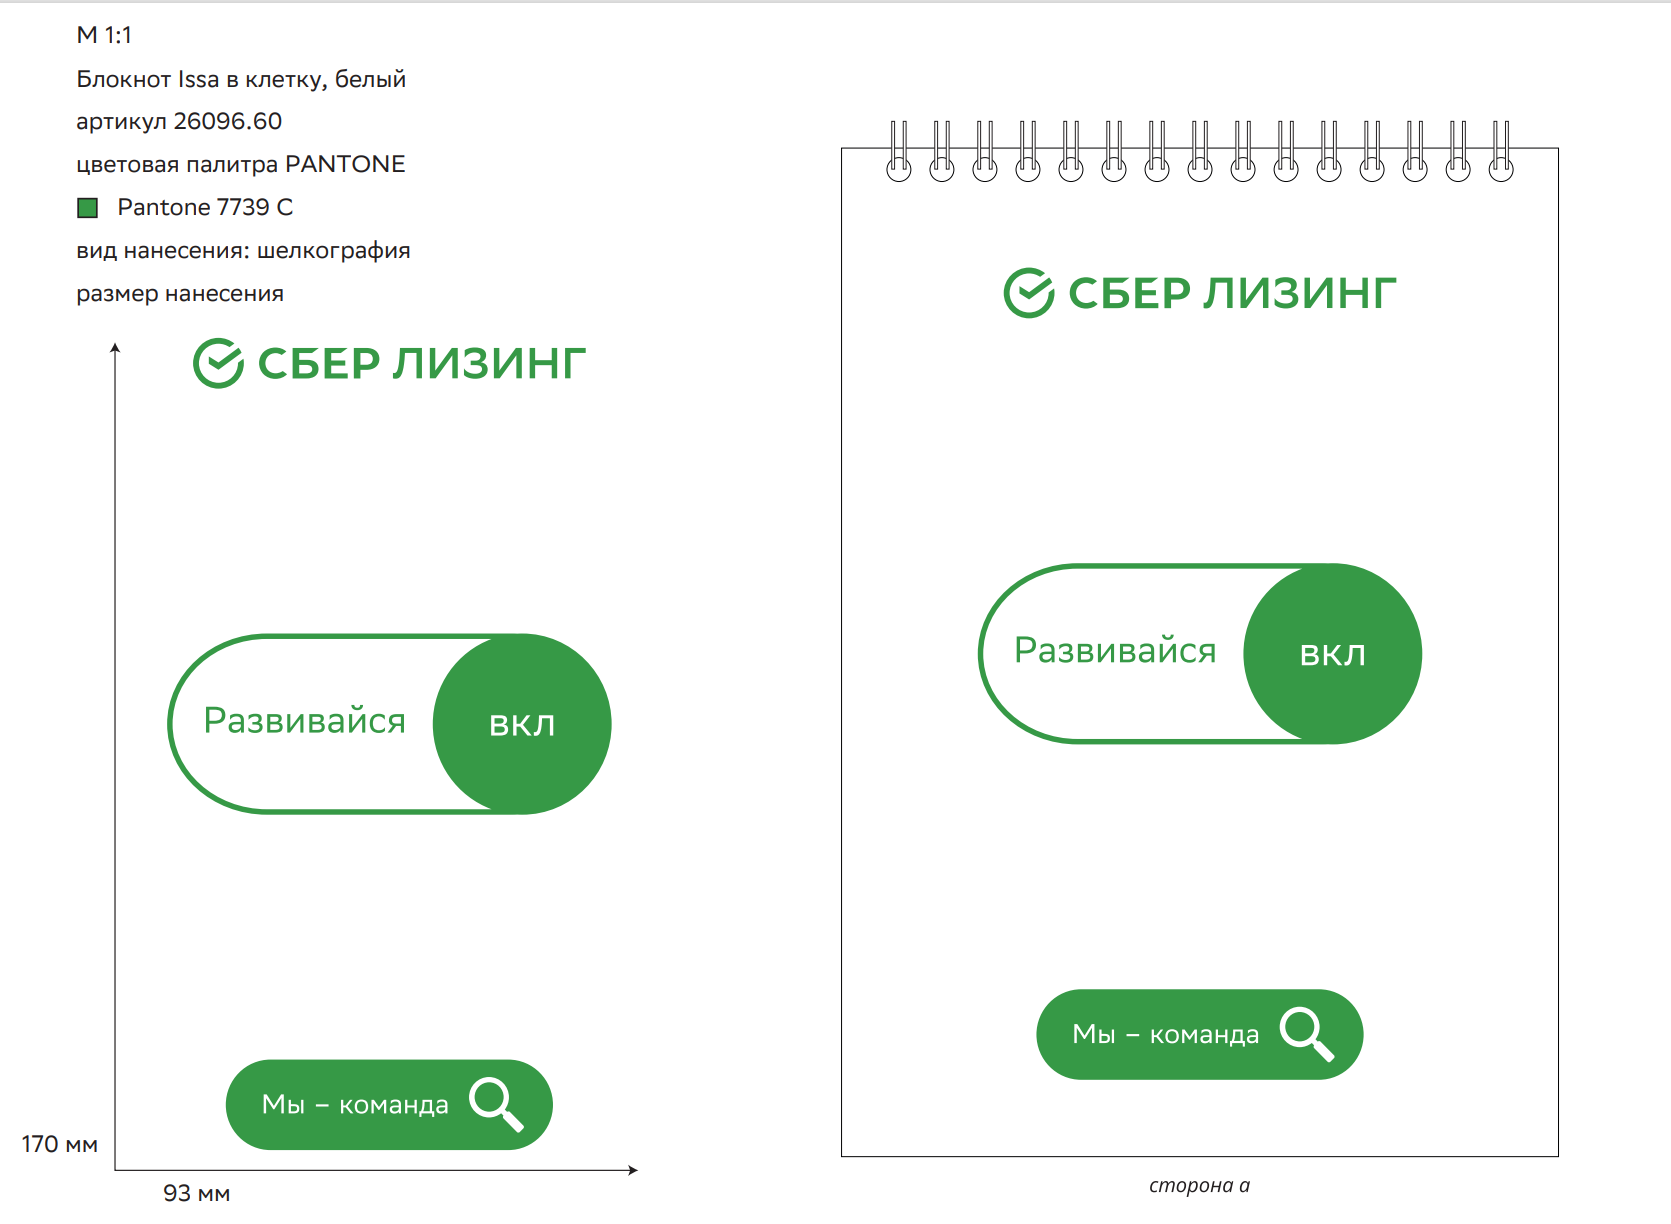 М 1:1
Блокнот Issa в клетку, белый
артикул 26096.60
цветовая палитра PANTONE
Pantone 7739 C
вид нанесения: шелкография
размер нанесения
СБЕР ЛИЗИНГ
Развивайся
вкл
Мы – команда
170 мм
93 мм
СБЕР ЛИЗИНГ
Развивайся
вкл
Мы – команда
сторона а